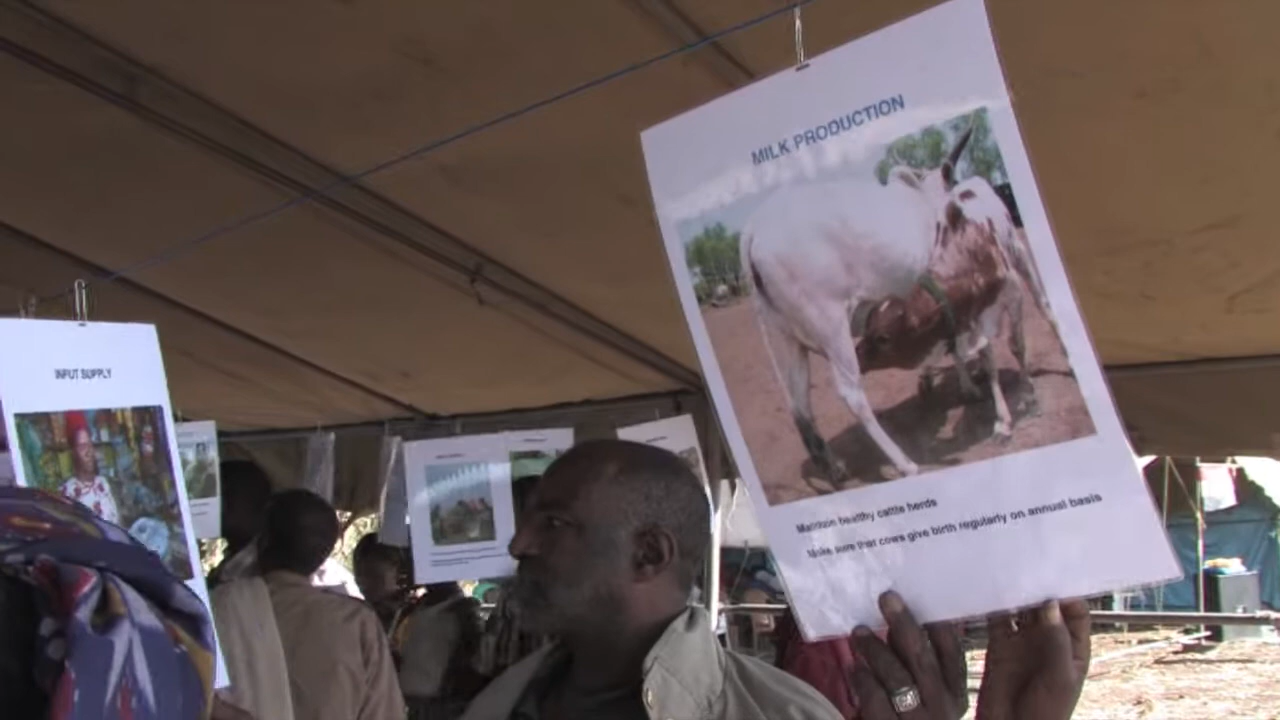 MILK PRODUCTION
Maintain healthy cattle herds
Make sure that cows give birth regularly on annual basis
INPUT SUPPLY